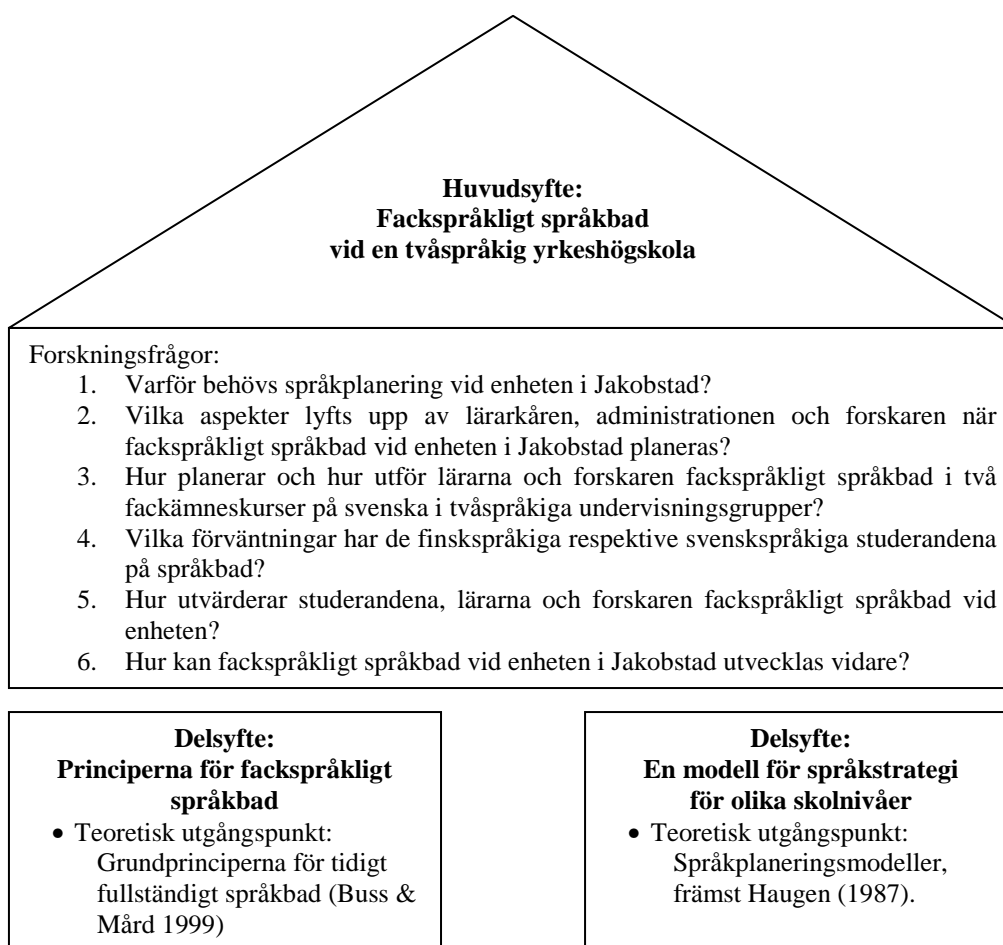 Huvudsyfte:
Fackspråkligt språkbad
vid en tvåspråkig yrkeshögskola
Forskningsfrågor:
1. Varför behövs språkplanering vid enheten i Jakobstad?
2. Vilka aspekter lyfts upp av lärarkåren, administrationen och forskaren när
fackspråkligt språkbad vid enheten i Jakobstad planeras?
3. Hur planerar och hur utför lärarna och forskaren fackspråkligt språkbad i två
fackämneskurser på svenska i tvåspråkiga undervisningsgrupper?
4. Vilka förväntningar har de finskspråkiga respektive svenskspråkiga studerandena
på språkbad?
5. Hur utvärderar studerandena, lärarna och forskaren fackspråkligt språkbad vid
enheten?
6. Hur kan fackspråkligt språkbad vid enheten i Jakobstad utvecklas vidare?
Delsyfte:
Principerna för fackspråkligt
språkbad
• Teoretisk utgångspunkt:
Grundprinciperna för tidigt
fullständigt språkbad (Buss &
Mård 1999)
Delsyfte:
En modell för språkstrategi
för olika skolnivåer
• Teoretisk utgångspunkt:
Språkplaneringsmodeller,
främst Haugen (1987).